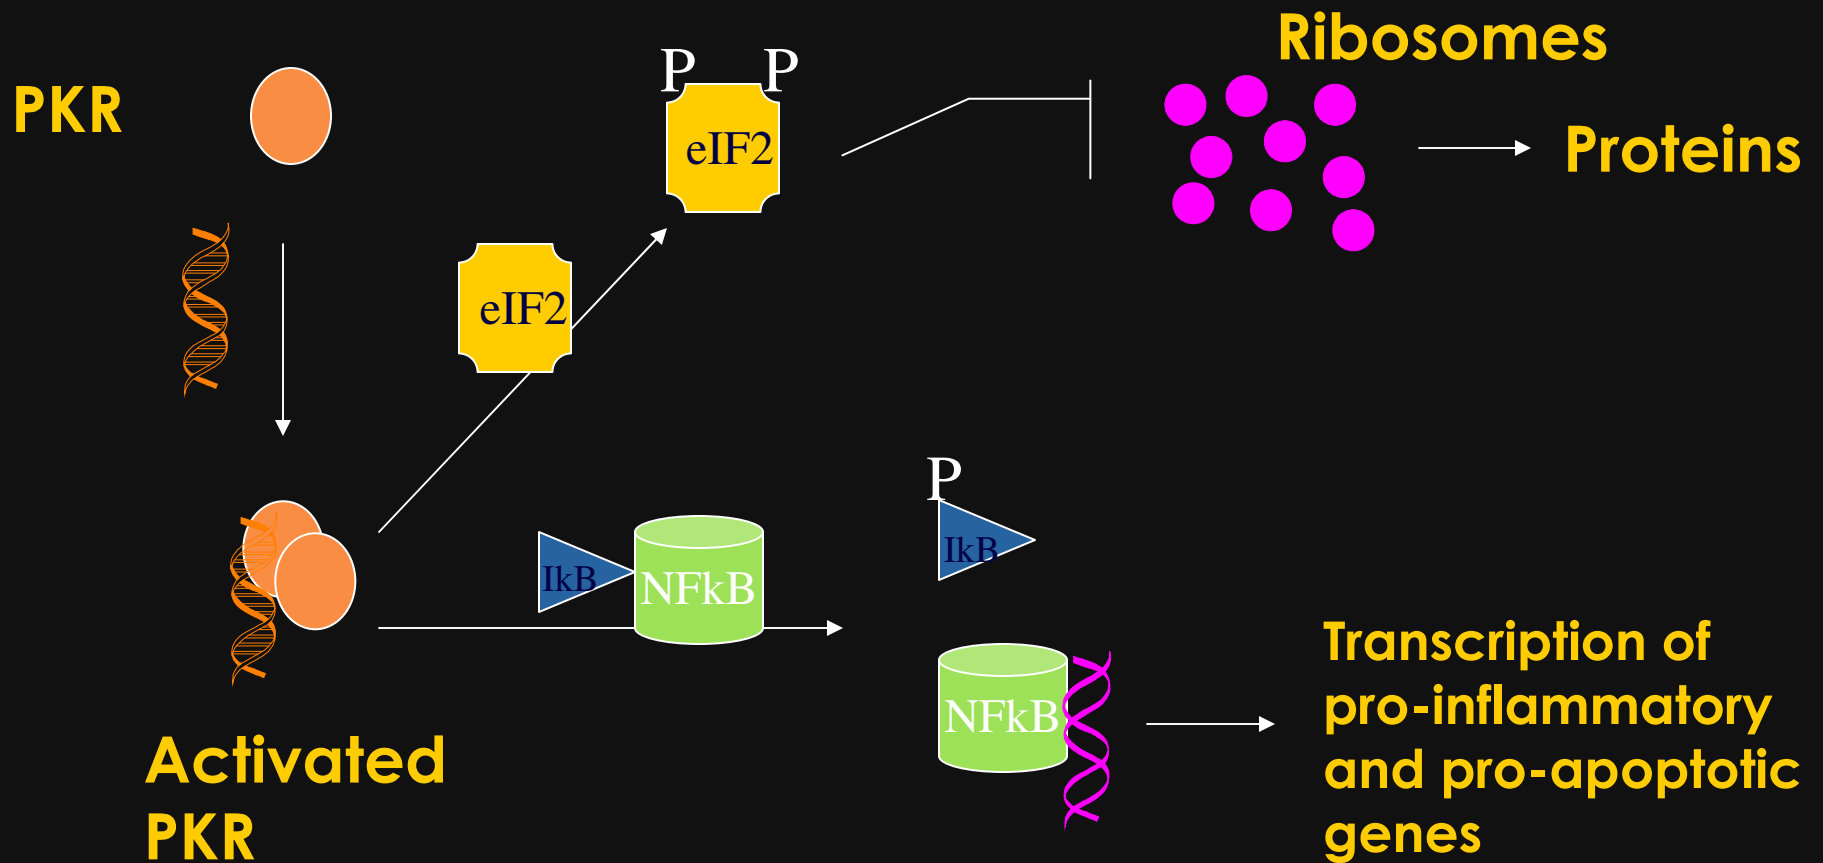 Ribosomes
P P
PKR
eIF2
Proteins
eIF2
P
IkB
IkB
NFkB
NFkB
Transcription of
pro-inflammatory
and pro-apoptotic
genes
Activated
PKR